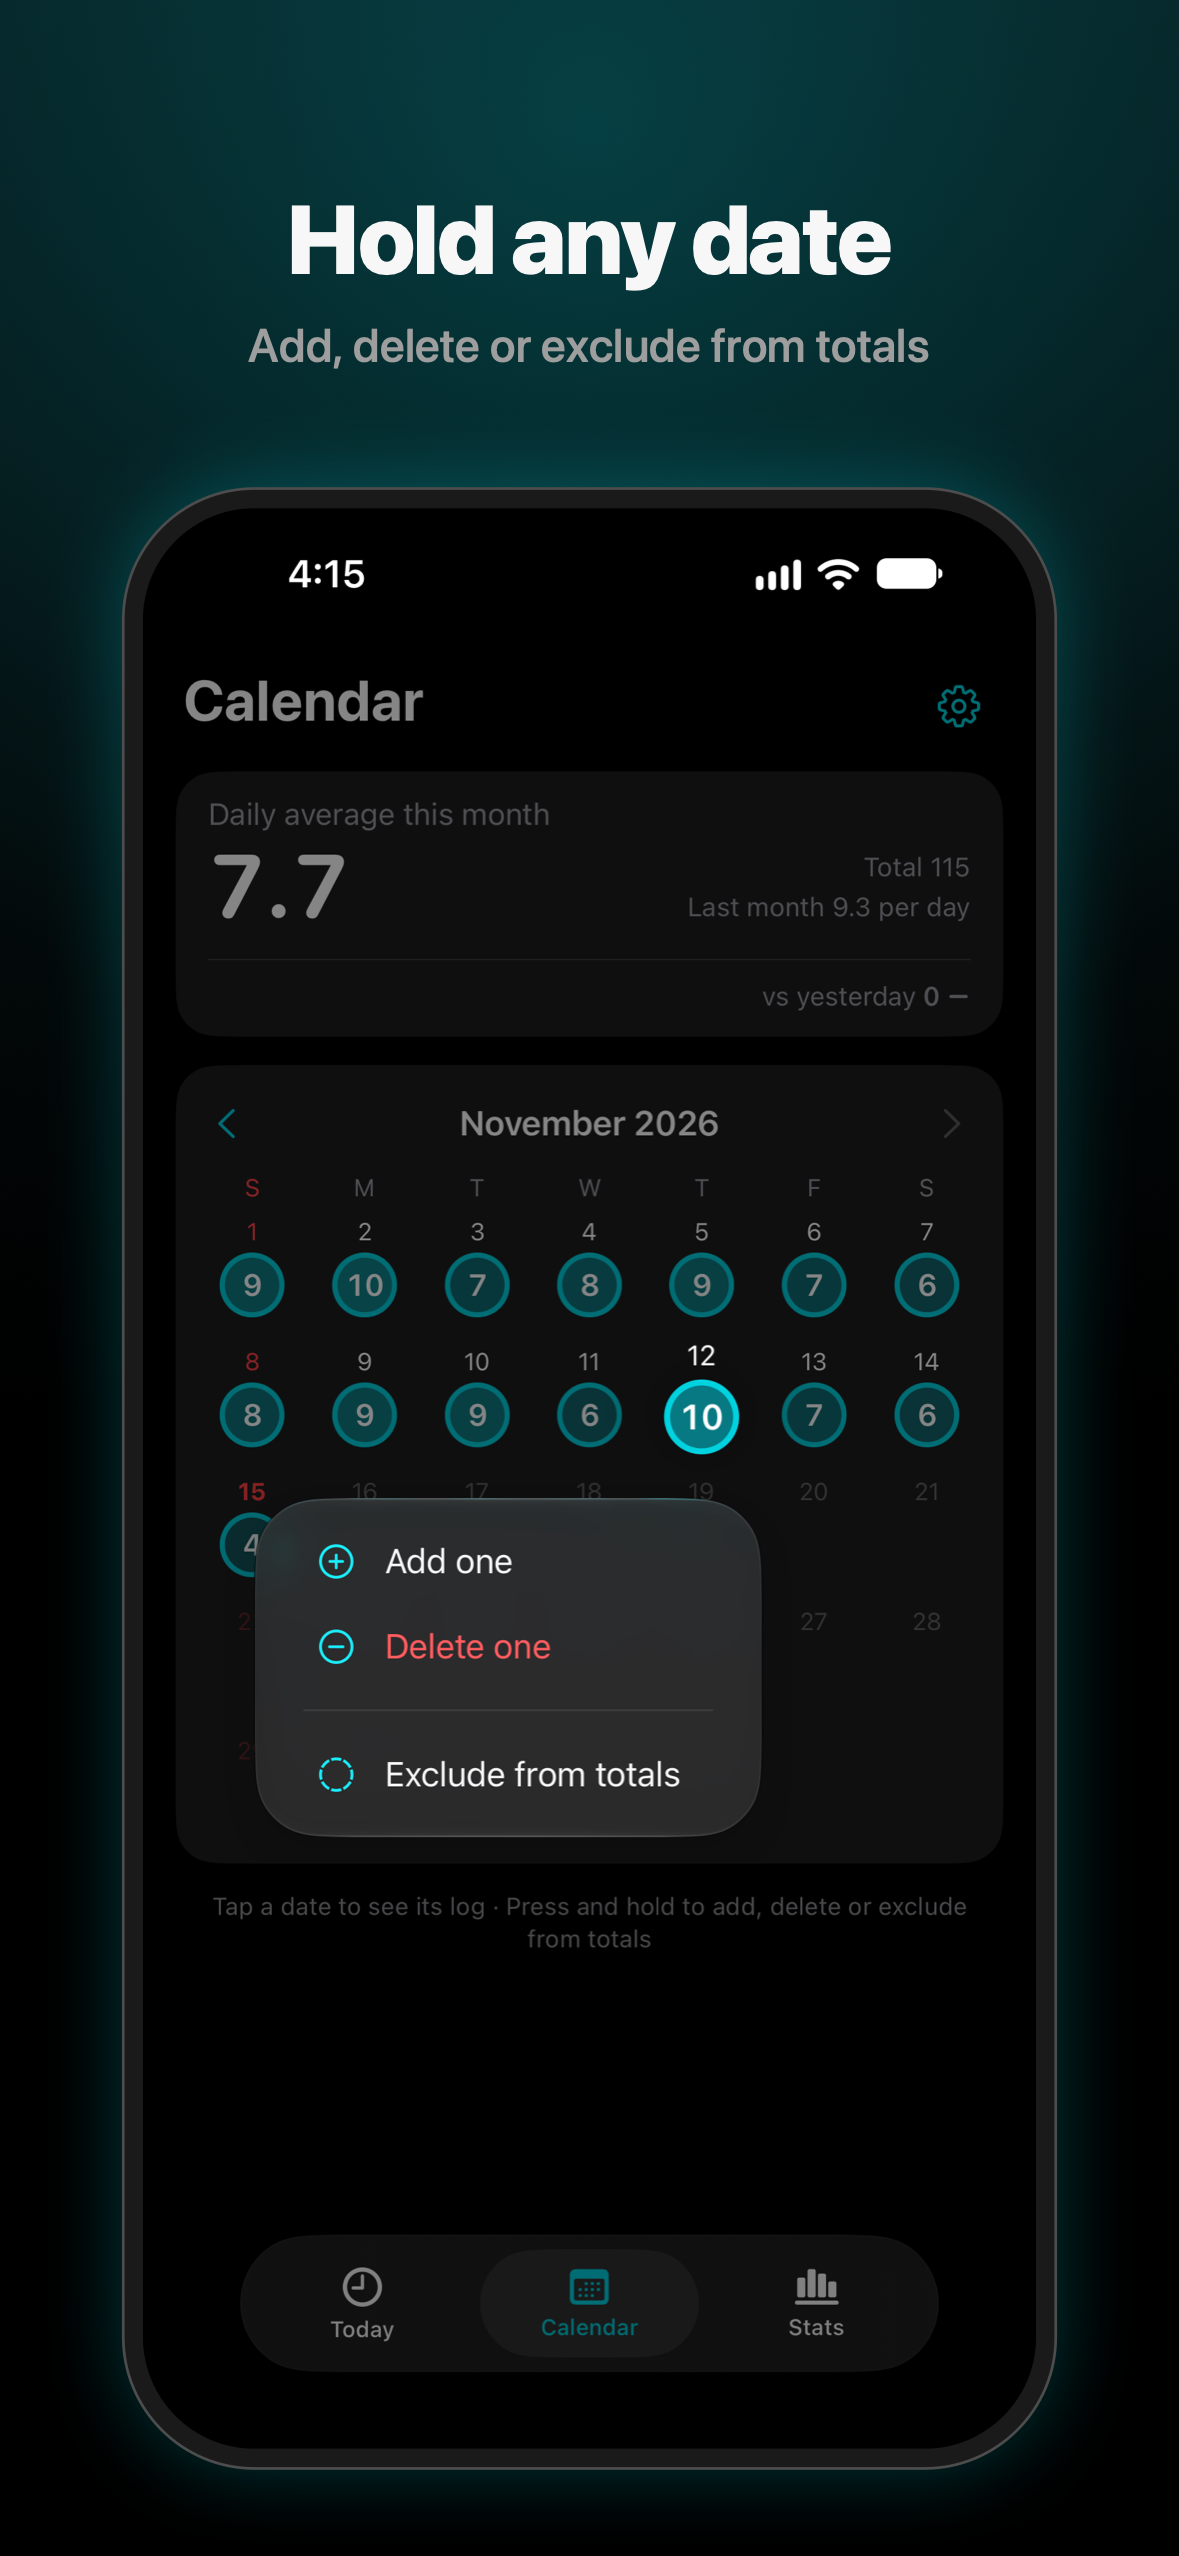 Hold any date
Add, delete or exclude from totals
4:15
Calendar
Daily average this month
7.7
Total 115
Last month 9.3 per day
vs yesterday 0 –
November 2026
S M T W T F S
1 2 3 4 5 6 7
9 10 7 8 9 7 6
8 9 10 11 12 13 14
8 9 9 6 10 7 6
15 16 17 18 19 20 21
4
27 28
Add one
Delete one
Exclude from totals
Tap a date to see its log · Press and hold to add, delete or exclude
from totals
Today Calendar Stats